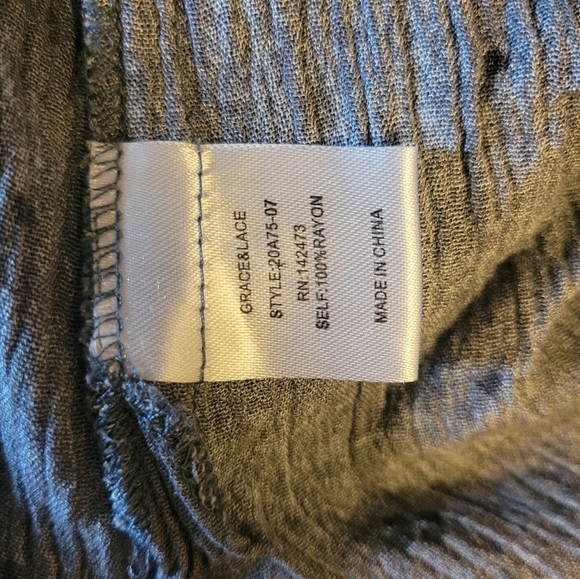 GRACE&LACE
STYLE:20A75-07
RN:142473
SELF:100%RAYON
MADE IN CHINA